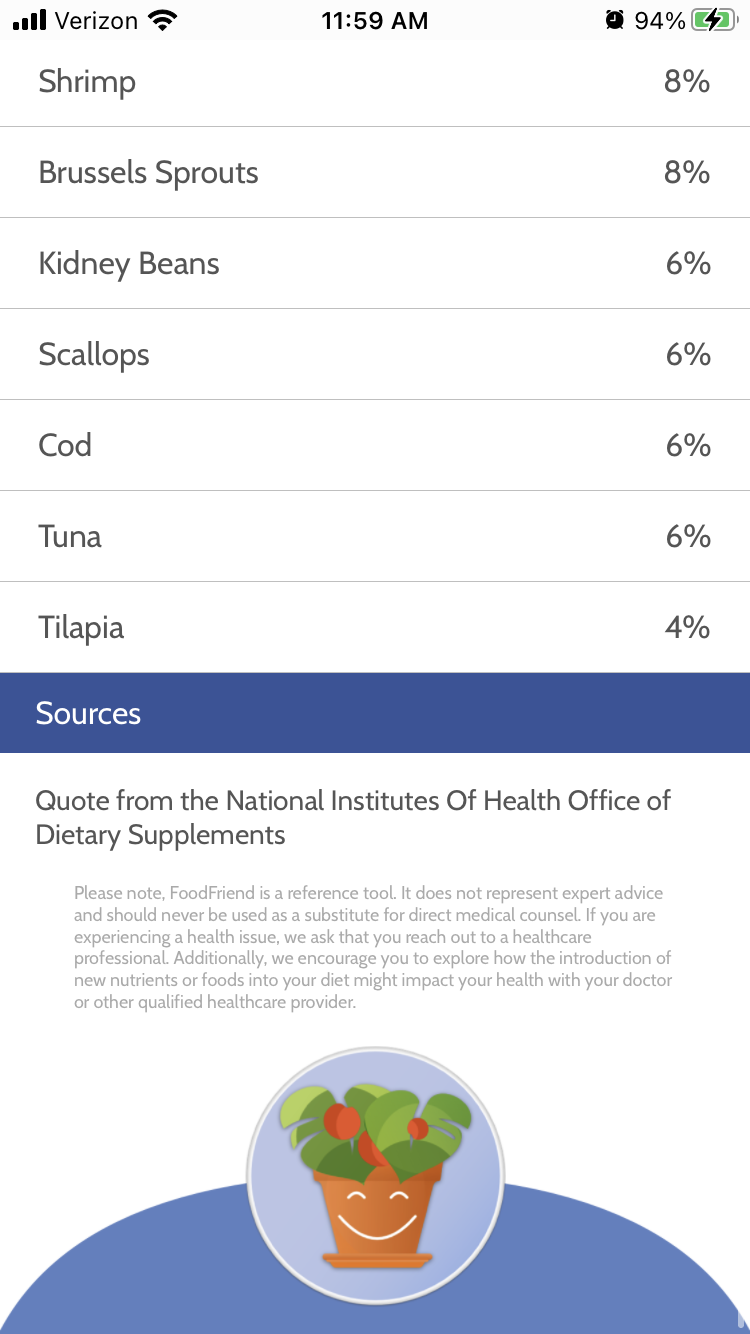 Verizon 11:59 AM 94%
Shrimp 8%
Brussels Sprouts 8%
Kidney Beans 6%
Scallops 6%
Cod 6%
Tuna 6%
Tilapia 4%
Sources
Quote from the National Institutes Of Health Office of
Dietary Supplements
Please note, FoodFriend is a reference tool. It does not represent expert advice
and should never be used as a substitute for direct medical counsel. If you are
experiencing a health issue, we ask that you reach out to a healthcare
professional. Additionally, we encourage you to explore how the introduction of
new nutrients or foods into your diet might impact your health with your doctor
or other qualified healthcare provider.